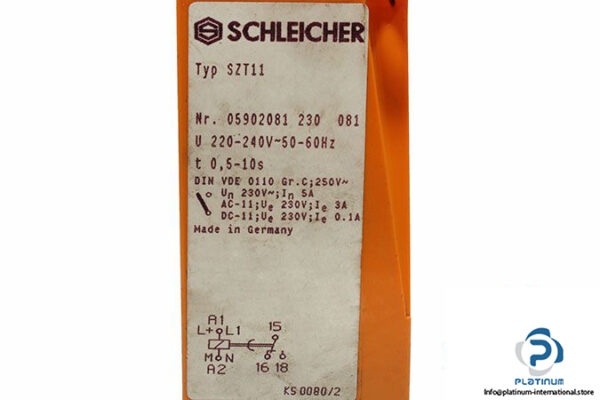 SCHLEICHER
Typ SZT11
Nr. 05902081 230 081
U 220-240V~50-60Hz
t 0,5-10s
DIN VDE 0110 Gr.C;250V~
Un 230V~;In 5A
AC-11;Ue 230V;Ie 3A
DC-11;Ue 230V;Ie 0.1A
Made in Germany
A1
L+ L1 15
M N 16 18
A2
KS0080/2
PLATINUM
Info@platinum-international.store